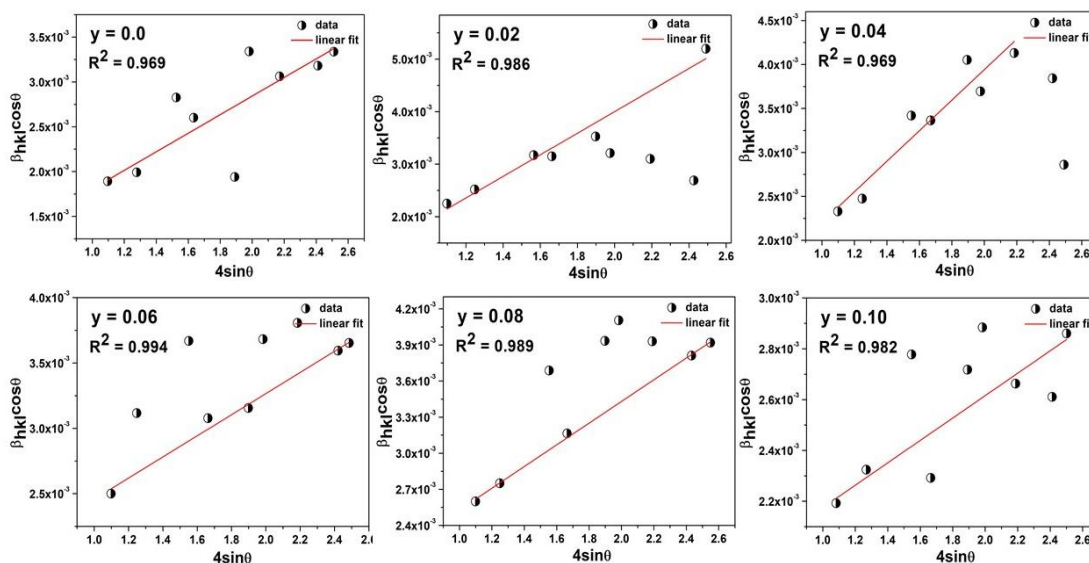 y = 0.0
R² = 0.969
data
linear fit
3.5x10⁻³
3.0x10⁻³
2.5x10⁻³
2.0x10⁻³
1.5x10⁻³
βhklcosθ
1.0 1.2 1.4 1.6 1.8 2.0 2.2 2.4 2.6
4sinθ
y = 0.02
R² = 0.986
data
linear fit
5.0x10⁻³
4.0x10⁻³
3.0x10⁻³
2.0x10⁻³
βhklcosθ
1.2 1.4 1.6 1.8 2.0 2.2 2.4 2.6
4sinθ
y = 0.04
R² = 0.969
data
linear fit
4.5x10⁻³
4.0x10⁻³
3.5x10⁻³
3.0x10⁻³
2.5x10⁻³
2.0x10⁻³
βhklcosθ
1.0 1.2 1.4 1.6 1.8 2.0 2.2 2.4 2.6
4sinθ
y = 0.06
R² = 0.994
data
linear fit
4.0x10⁻³
3.5x10⁻³
3.0x10⁻³
2.5x10⁻³
βhklcosθ
1.0 1.2 1.4 1.6 1.8 2.0 2.2 2.4 2.6
4sinθ
y = 0.08
R² = 0.989
data
linear fit
4.2x10⁻³
3.9x10⁻³
3.6x10⁻³
3.3x10⁻³
3.0x10⁻³
2.7x10⁻³
2.4x10⁻³
βhklcosθ
1.0 1.2 1.4 1.6 1.8 2.0 2.2 2.4 2.6
4sinθ
y = 0.10
R² = 0.982
data
linear fit
3.0x10⁻³
2.8x10⁻³
2.6x10⁻³
2.4x10⁻³
2.2x10⁻³
βhklcosθ
1.0 1.2 1.4 1.6 1.8 2.0 2.2 2.4 2.6
4sinθ